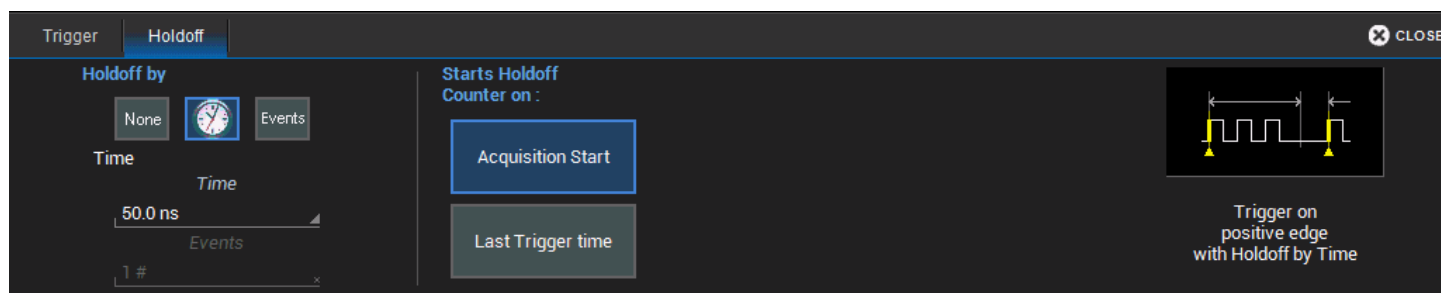 Trigger
Holdoff
CLOSE
Holdoff by
None
Events
Time
Time
50.0 ns
Events
1 #
Starts Holdoff
Counter on :
Acquisition Start
Last Trigger time
Trigger on
positive edge
with Holdoff by Time